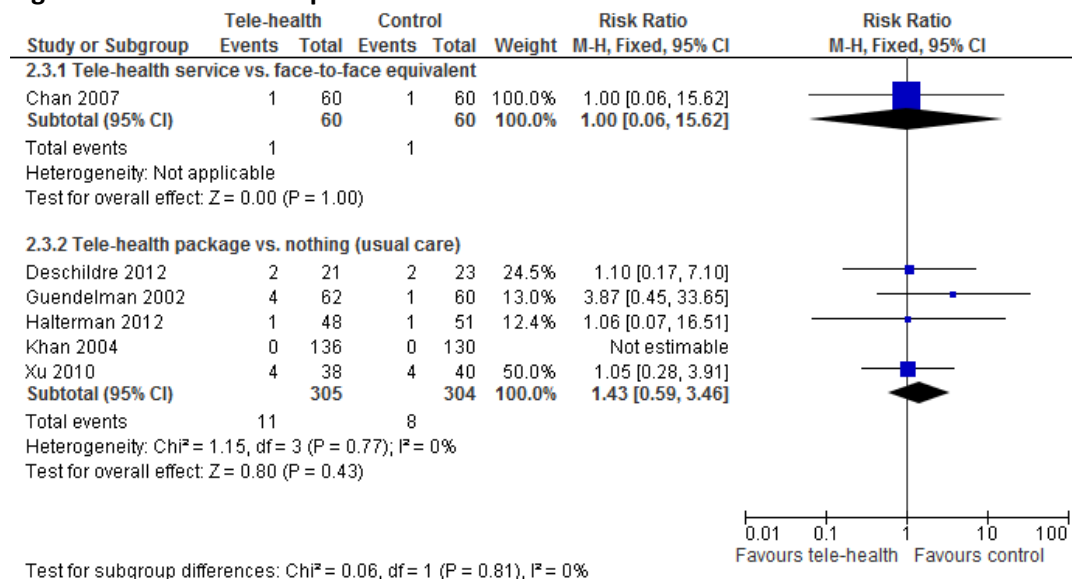 Tele-health Control Risk Ratio Risk Ratio
Study or Subgroup Events Total Events Total Weight M-H, Fixed, 95% CI M-H, Fixed, 95% CI
2.3.1 Tele-health service vs. face-to-face equivalent
Chan 2007 1 60 1 60 100.0% 1.00 [0.06, 15.62]
Subtotal (95% CI) 60 60 100.0% 1.00 [0.06, 15.62]
Total events 1 1
Heterogeneity: Not applicable
Test for overall effect: Z = 0.00 (P = 1.00)
2.3.2 Tele-health package vs. nothing (usual care)
Deschildre 2012 2 21 2 23 24.5% 1.10 [0.17, 7.10]
Guendelman 2002 4 62 1 60 13.0% 3.87 [0.45, 33.65]
Halterman 2012 1 48 1 51 12.4% 1.06 [0.07, 16.51]
Khan 2004 0 136 0 130 Not estimable
Xu 2010 4 38 4 40 50.0% 1.05 [0.28, 3.91]
Subtotal (95% CI) 305 304 100.0% 1.43 [0.59, 3.46]
Total events 11 8
Heterogeneity: Chi² = 1.15, df = 3 (P = 0.77); I² = 0%
Test for overall effect: Z = 0.80 (P = 0.43)
0.01 0.1 1 10 100
Favours tele-health Favours control
Test for subgroup differences: Chi² = 0.06, df = 1 (P = 0.81), I² = 0%